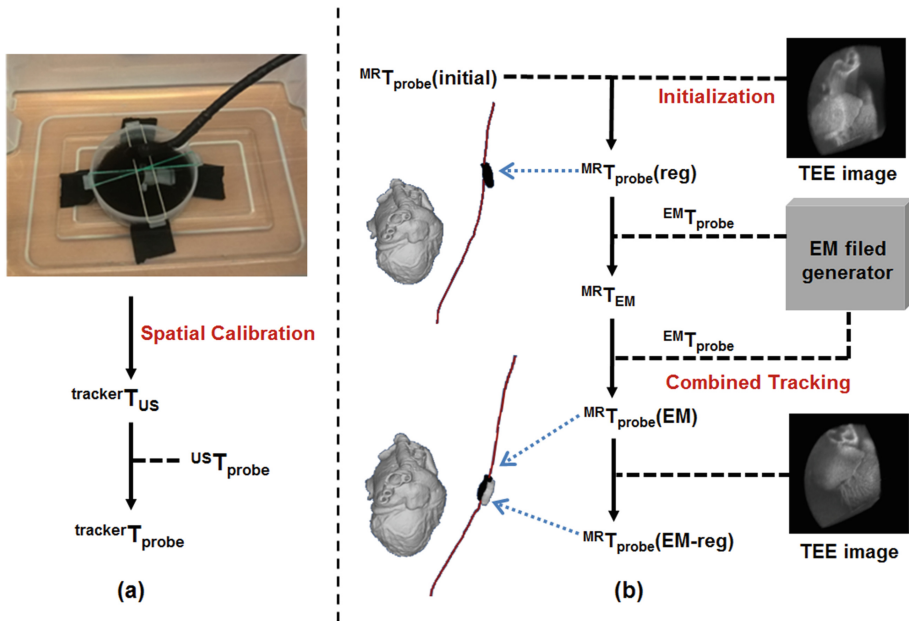 Spatial Calibration
trackerTUS
USTprobe
trackerTprobe
(a)
MRTprobe(initial)
Initialization
TEE image
MRTprobe(reg)
EMTprobe
EM filed
generator
MRTEM
EMTprobe
Combined Tracking
MRTprobe(EM)
MRTprobe(EM-reg)
TEE image
(b)